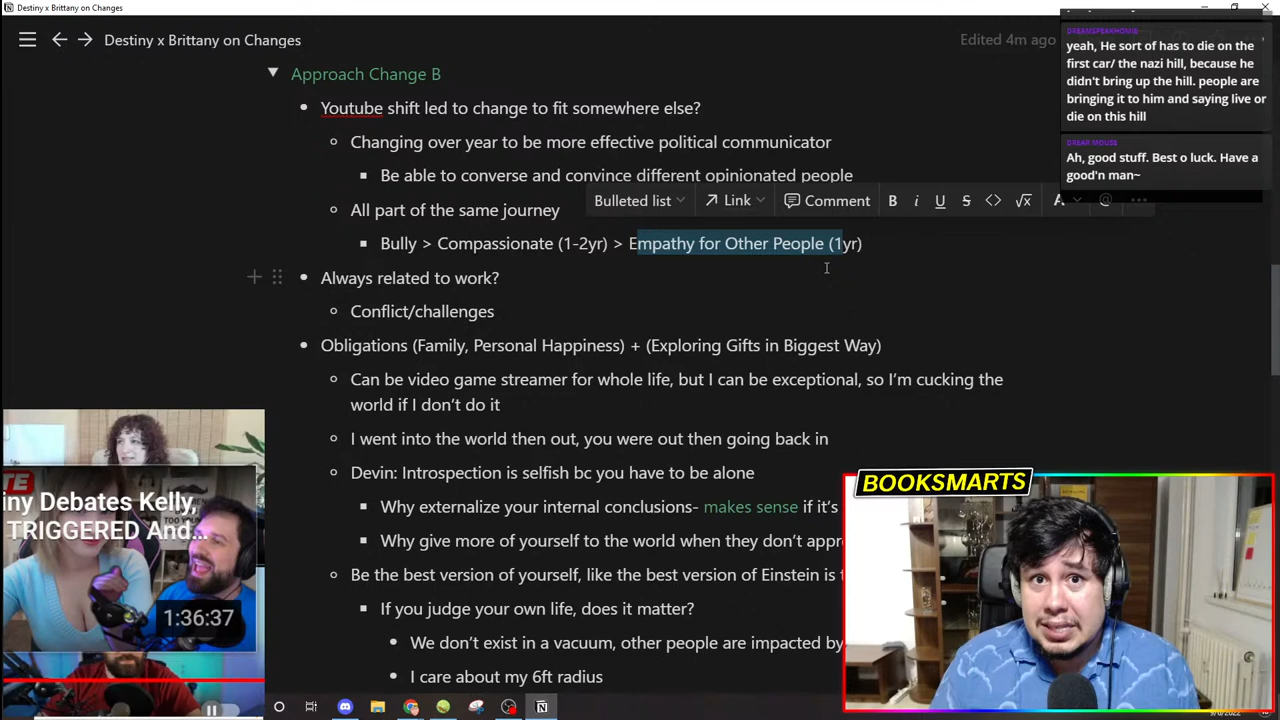 Destiny x Brittany on Changes
Destiny x Brittany on Changes
Edited 4m ago
DREAMSPEAKHOMIE
yeah, He sort of has to die on the
first car/ the nazi hill, because he
didn't bring up the hill. people are
bringing it to him and saying live or
die on this hill
DREAR MOUSE
Ah, good stuff. Best o luck. Have a
good'n man~
Approach Change B
Youtube shift led to change to fit somewhere else?
Changing over year to be more effective political communicator
Be able to converse and convince different opinionated people
Bulleted list
Link
Comment
B i U S <> √x A @ •••
All part of the same journey
Bully > Compassionate (1-2yr) > Empathy for Other People (1yr)
Always related to work?
Conflict/challenges
Obligations (Family, Personal Happiness) + (Exploring Gifts in Biggest Way)
Can be video game streamer for whole life, but I can be exceptional, so I'm cucking the
world if I don't do it
I went into the world then out, you were out then going back in
Devin: Introspection is selfish bc you have to be alone
Why externalize your internal conclusions- makes sense if it's
Why give more of yourself to the world when they don't appr
Be the best version of yourself, like the best version of Einstein is
If you judge your own life, does it matter?
We don't exist in a vacuum, other people are impacted by
I care about my 6ft radius
iny Debates Kelly,
TRIGGERED And...
1:36:37
BOOKSMARTS